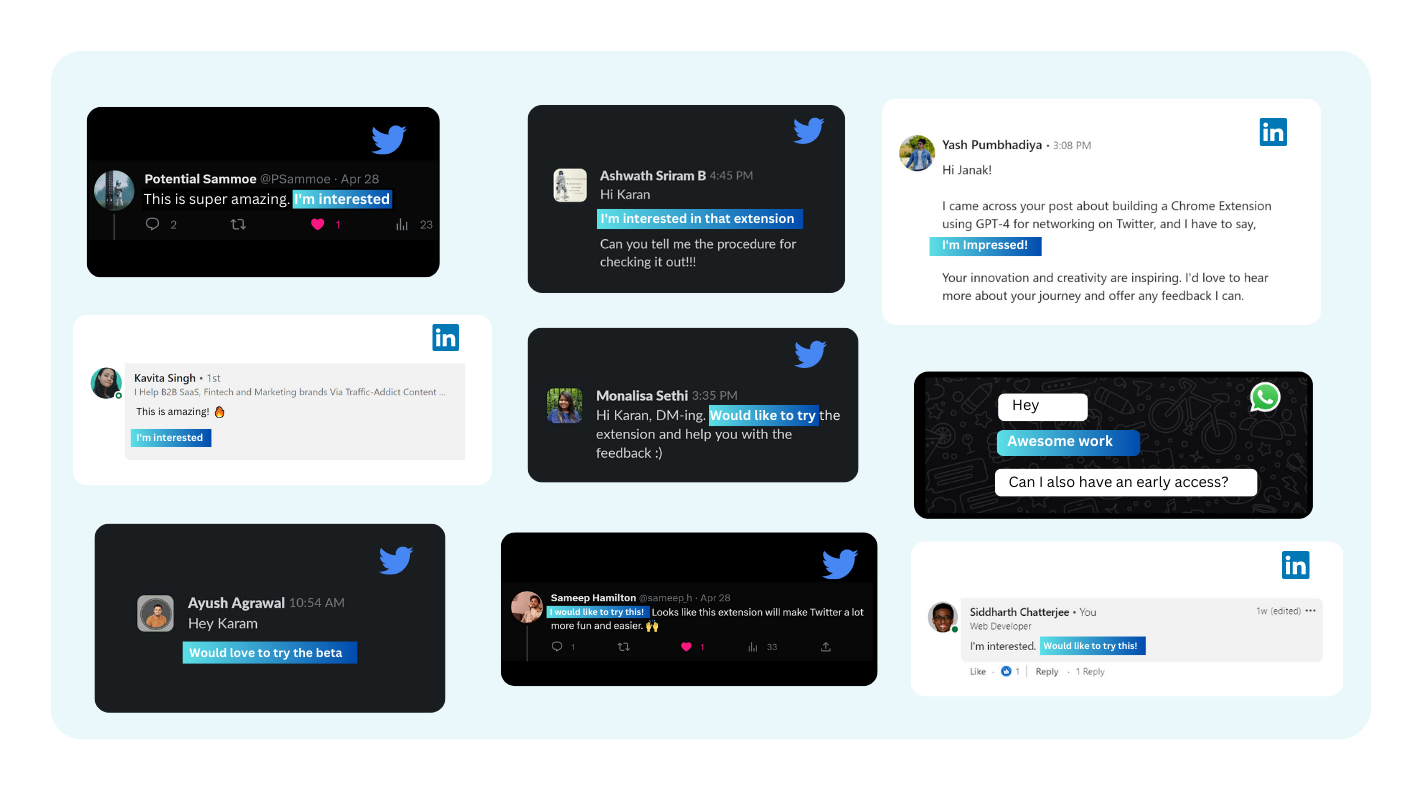 Potential Sammoe @PSammoe · Apr 28
This is super amazing. I'm interested
2 1 23
Ashwath Sriram B 4:45 PM
Hi Karan
I'm interested in that extension
Can you tell me the procedure for
checking it out!!!
in
Yash Pumbhadiya • 3:08 PM
Hi Janak!
I came across your post about building a Chrome Extension
using GPT-4 for networking on Twitter, and I have to say,
I'm Impressed!
Your innovation and creativity are inspiring. I'd love to hear
more about your journey and offer any feedback I can.
in
Kavita Singh • 1st
I Help B2B SaaS, Fintech and Marketing brands Via Traffic-Addict Content ...
This is amazing! 🔥
I'm interested
Monalisa Sethi 3:35 PM
Hi Karan, DM-ing. Would like to try the
extension and help you with the
feedback :)
Hey
Awesome work
Can I also have an early access?
Ayush Agrawal 10:54 AM
Hey Karam
Would love to try the beta
Sameep Hamilton @sameep_h · Apr 28
I would like to try this! Looks like this extension will make Twitter a lot
more fun and easier. 🙌
1 1 33
in
Siddharth Chatterjee • You 1w (edited) •••
Web Developer
I'm interested. Would like to try this!
Like · 1 | Reply · 1 Reply